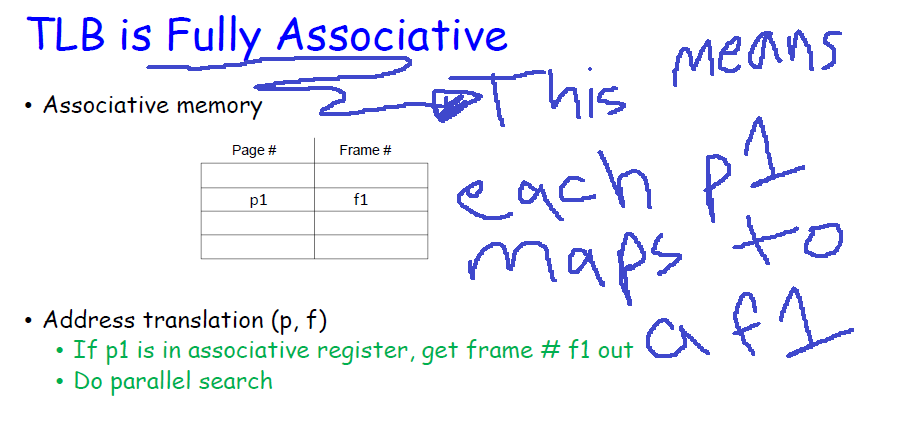 TLB is Fully Associative
This means
each p1
maps to
a f1
• Associative memory
Page # Frame #
p1 f1
• Address translation (p, f)
• If p1 is in associative register, get frame # f1 out
• Do parallel search